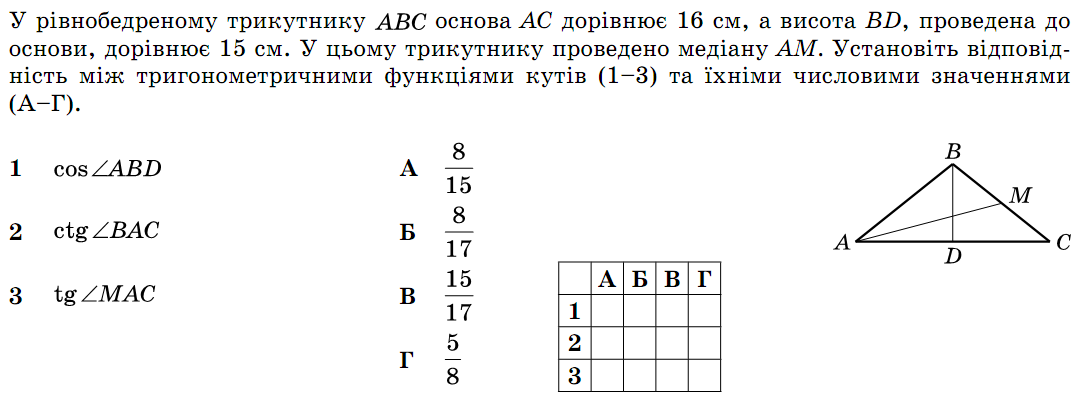 У рівнобедреному трикутнику ABC основа AC дорівнює 16 см, а висота BD, проведена до
основи, дорівнює 15 см. У цьому трикутнику проведено медіану AM. Установіть відповід-
ність між тригонометричними функціями кутів (1–3) та їхніми числовими значеннями
(А–Г).
1 cos∠ABD
2 ctg∠BAC
3 tg∠MAC
А 8/15
Б 8/17
В 15/17
Г 5/8
А Б В Г
1
2
3
B
M
A
D
C